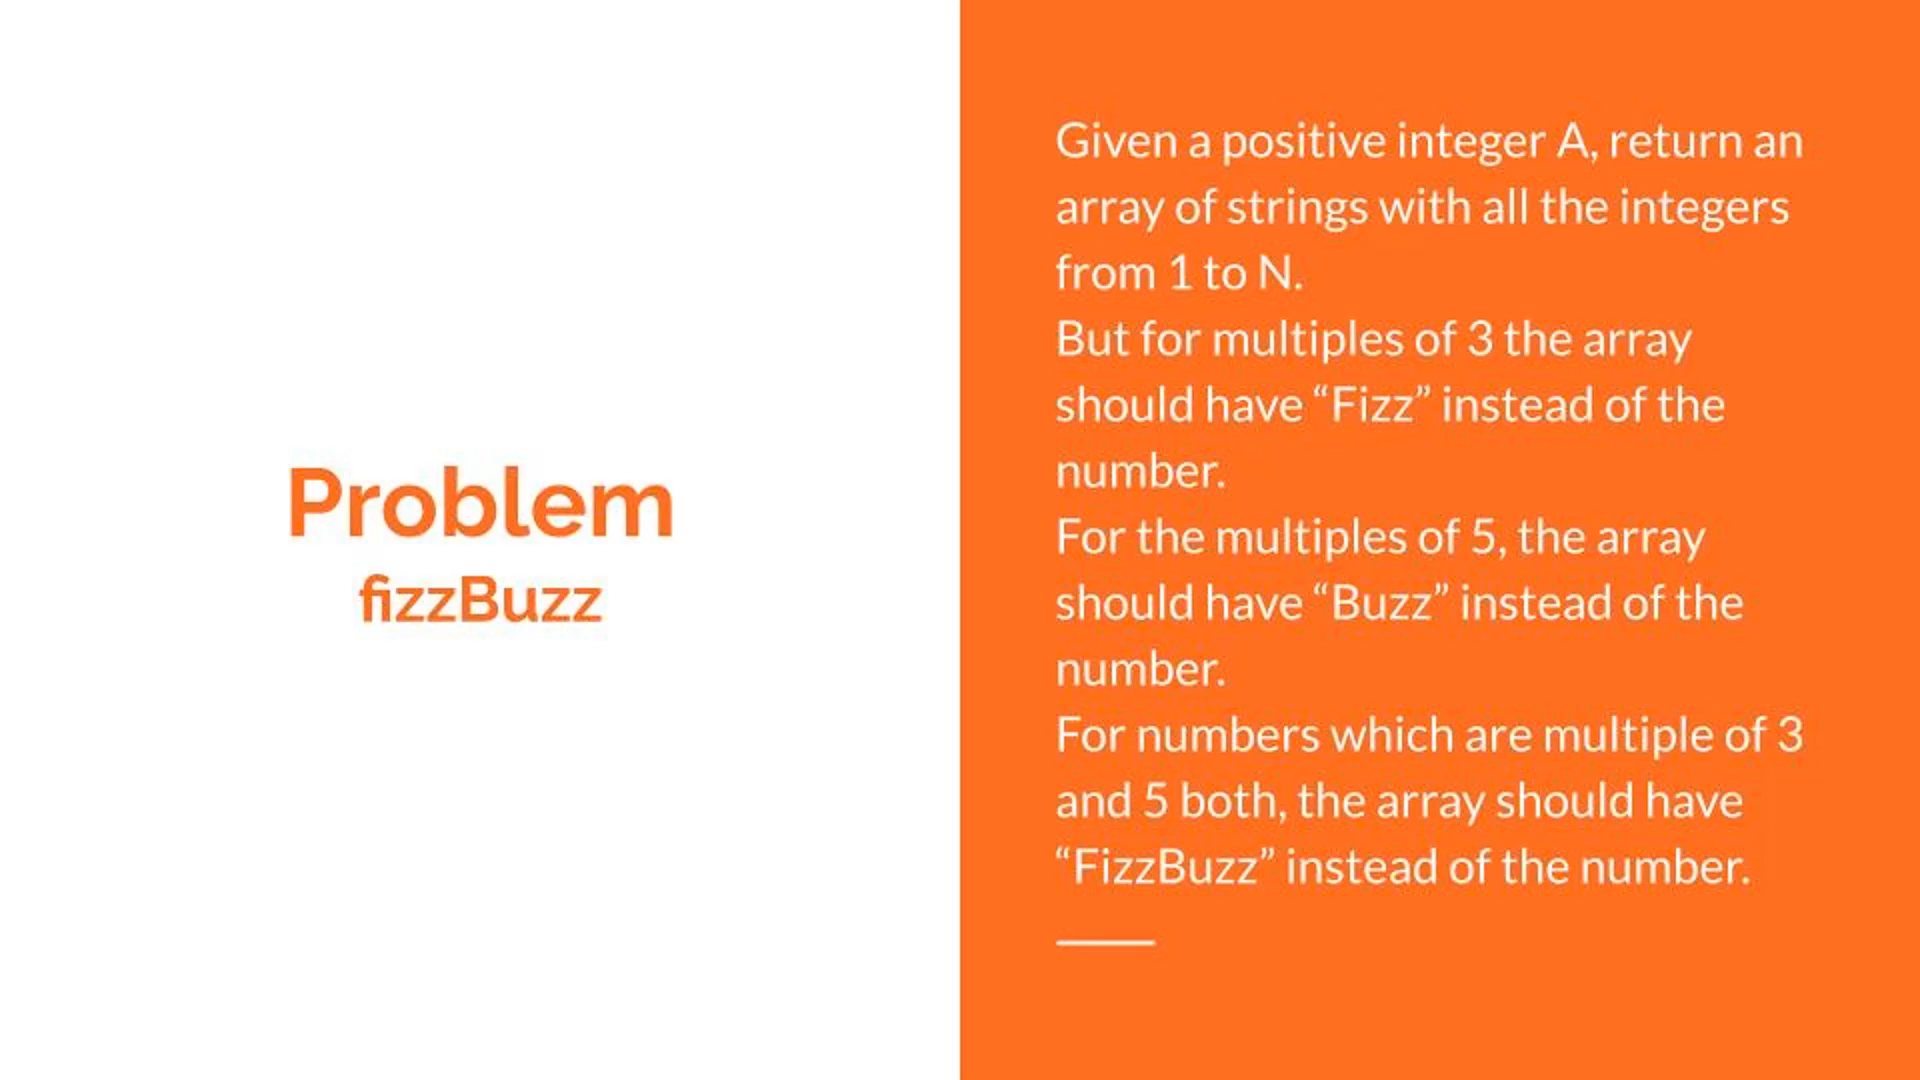 Problem
fizzBuzz
Given a positive integer A, return an
array of strings with all the integers
from 1 to N.
But for multiples of 3 the array
should have “Fizz” instead of the
number.
For the multiples of 5, the array
should have “Buzz” instead of the
number.
For numbers which are multiple of 3
and 5 both, the array should have
“FizzBuzz” instead of the number.